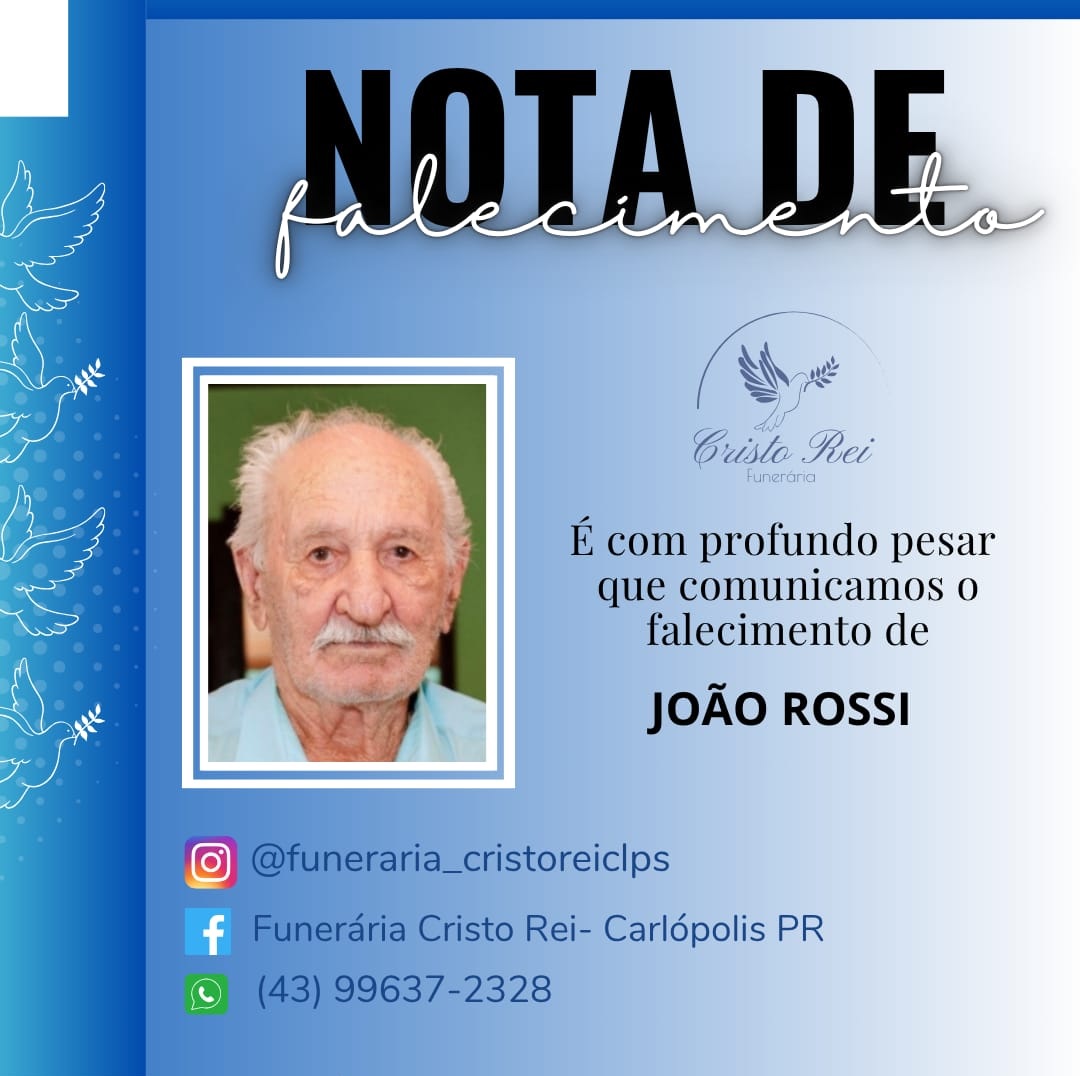 NOTA DE
falecimento
Cristo Rei
Funerária
É com profundo pesar
que comunicamos o
falecimento de
JOÃO ROSSI
@funeraria_cristoreiclps
Funerária Cristo Rei- Carlópolis PR
(43) 99637-2328